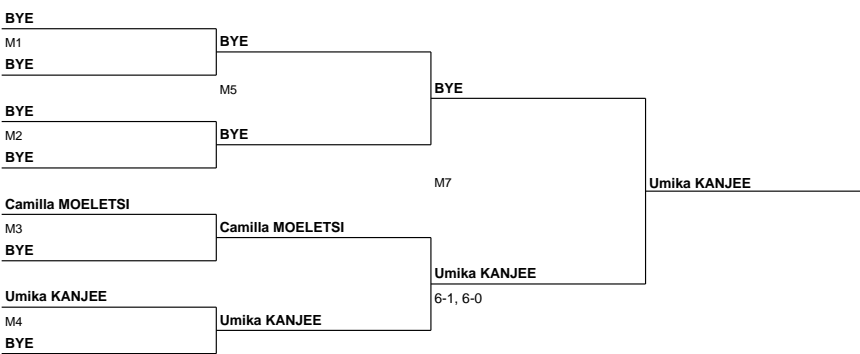 BYE
M1
BYE
BYE
M5
BYE
M2
BYE
BYE
BYE
M7
Umika KANJEE
Camilla MOELETSI
M3
BYE
Camilla MOELETSI
Umika KANJEE
6-1, 6-0
Umika KANJEE
M4
BYE
Umika KANJEE